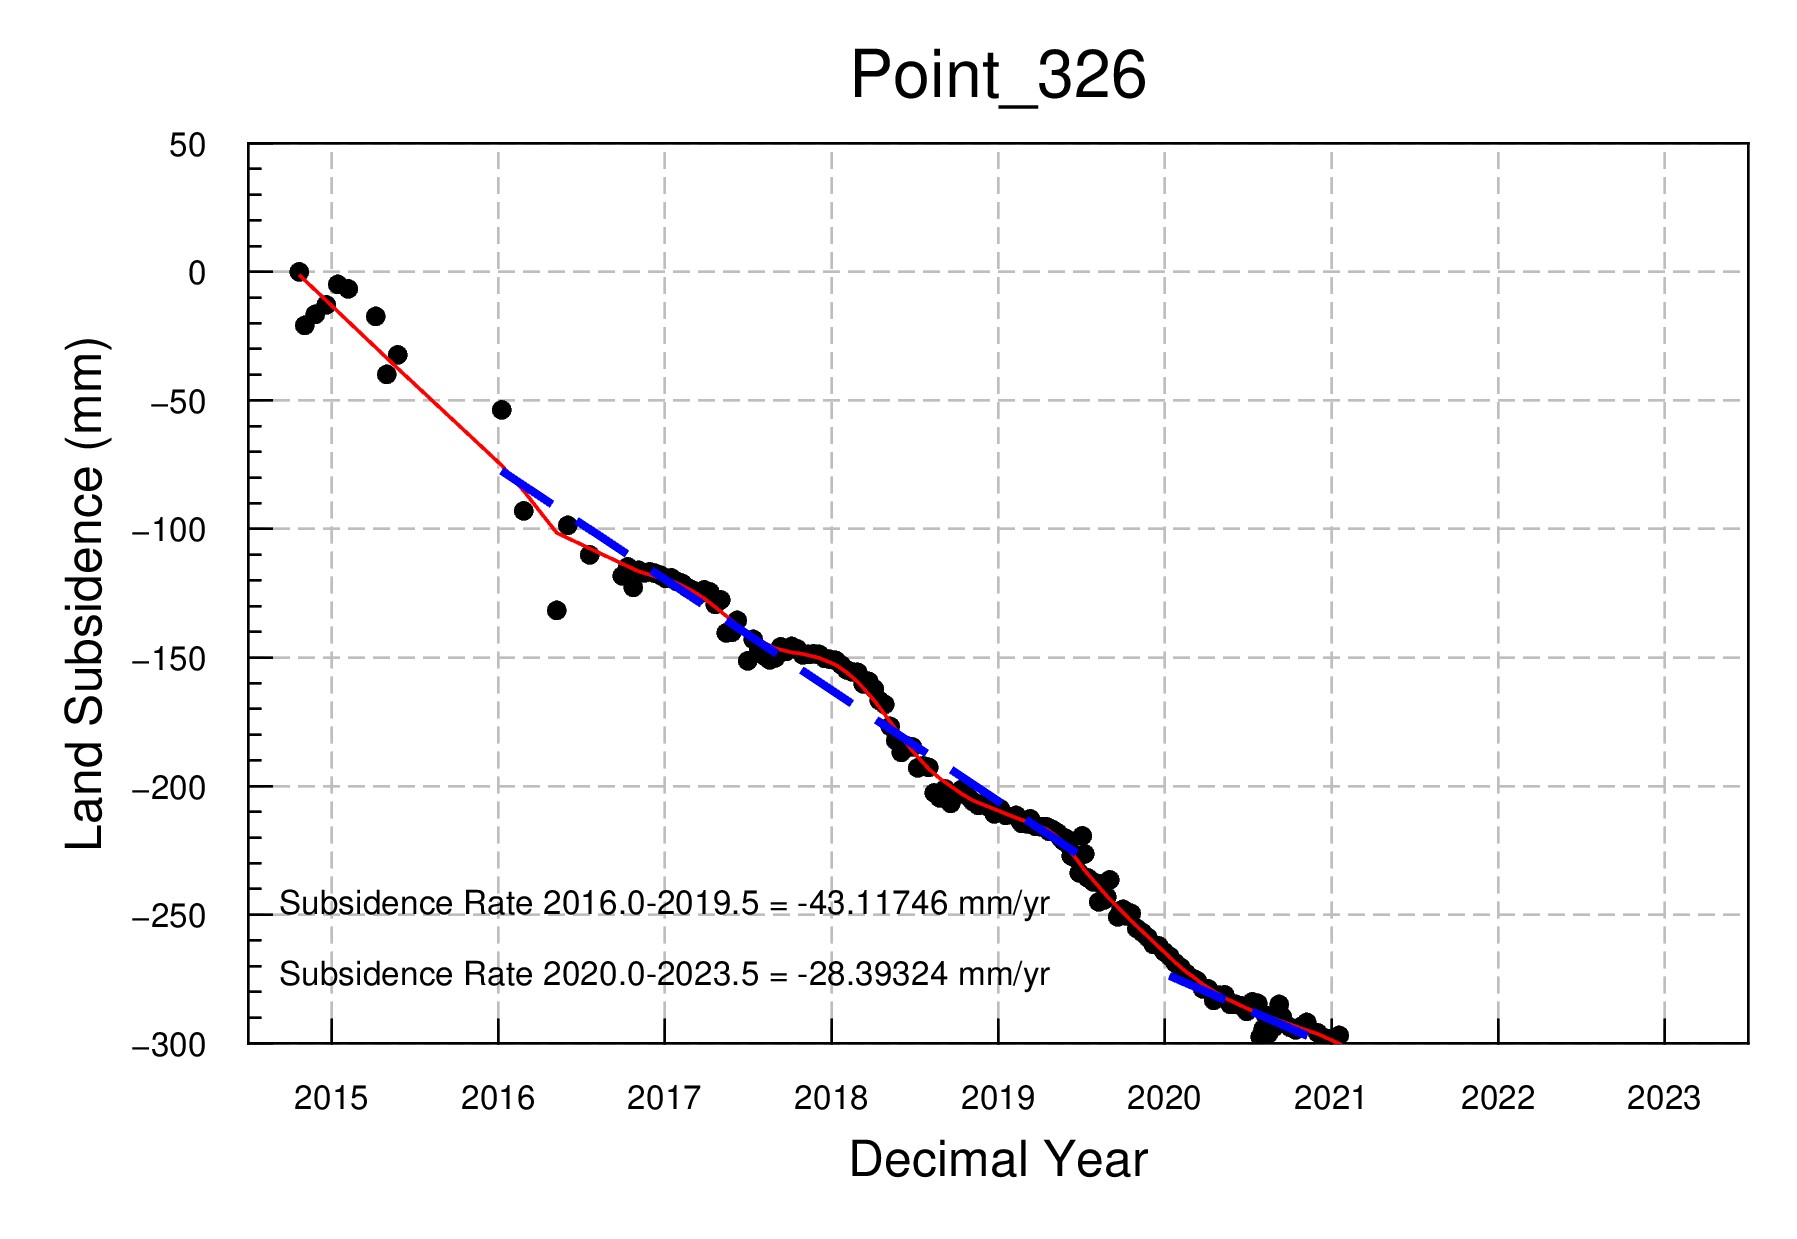 Point_326
50
0
−50
−100
−150
−200
−250
−300
Land Subsidence (mm)
Subsidence Rate 2016.0-2019.5 = -43.11746 mm/yr
Subsidence Rate 2020.0-2023.5 = -28.39324 mm/yr
2015 2016 2017 2018 2019 2020 2021 2022 2023
Decimal Year